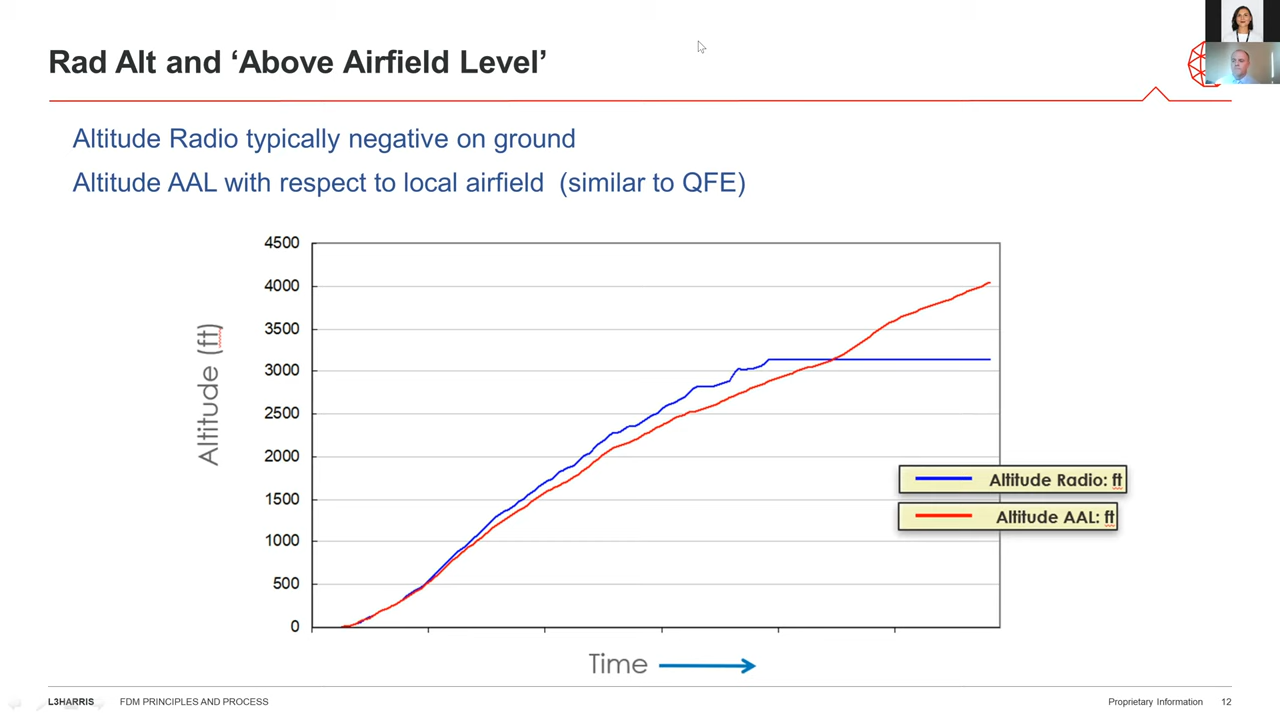 Rad Alt and ‘Above Airfield Level’
Altitude Radio typically negative on ground
Altitude AAL with respect to local airfield (similar to QFE)
4500
4000
3500
3000
2500
2000
1500
1000
500
0
Altitude (ft)
Altitude Radio: ft
Altitude AAL: ft
Time
L3HARRIS
FDM PRINCIPLES AND PROCESS
Proprietary Information
12